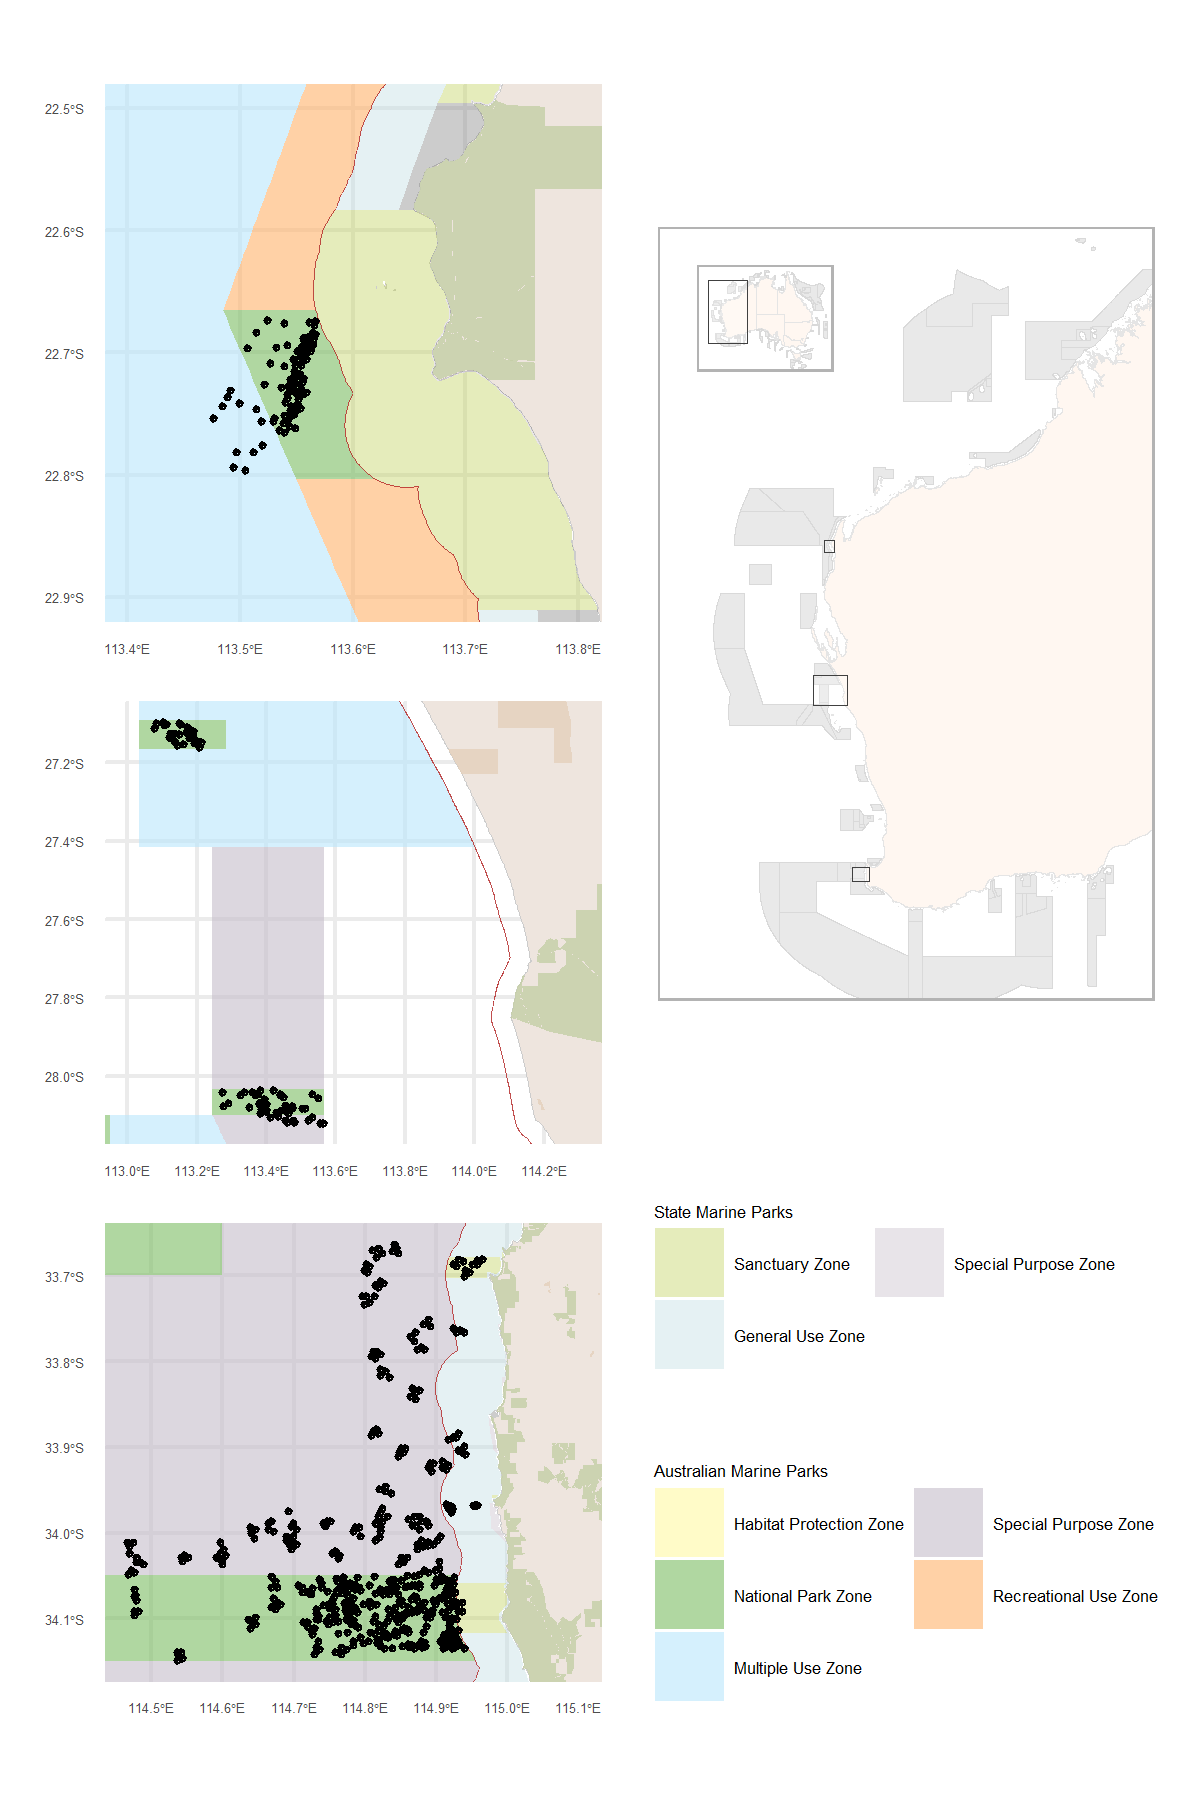 22.5°S
22.6°S
22.7°S
22.8°S
22.9°S
113.4°E 113.5°E 113.6°E 113.7°E 113.8°E
27.2°S
27.4°S
27.6°S
27.8°S
28.0°S
113.0°E 113.2°E 113.4°E 113.6°E 113.8°E 114.0°E 114.2°E
33.7°S
33.8°S
33.9°S
34.0°S
34.1°S
114.5°E 114.6°E 114.7°E 114.8°E 114.9°E 115.0°E 115.1°E
State Marine Parks
Sanctuary Zone Special Purpose Zone
General Use Zone
Australian Marine Parks
Habitat Protection Zone Special Purpose Zone
National Park Zone Recreational Use Zone
Multiple Use Zone